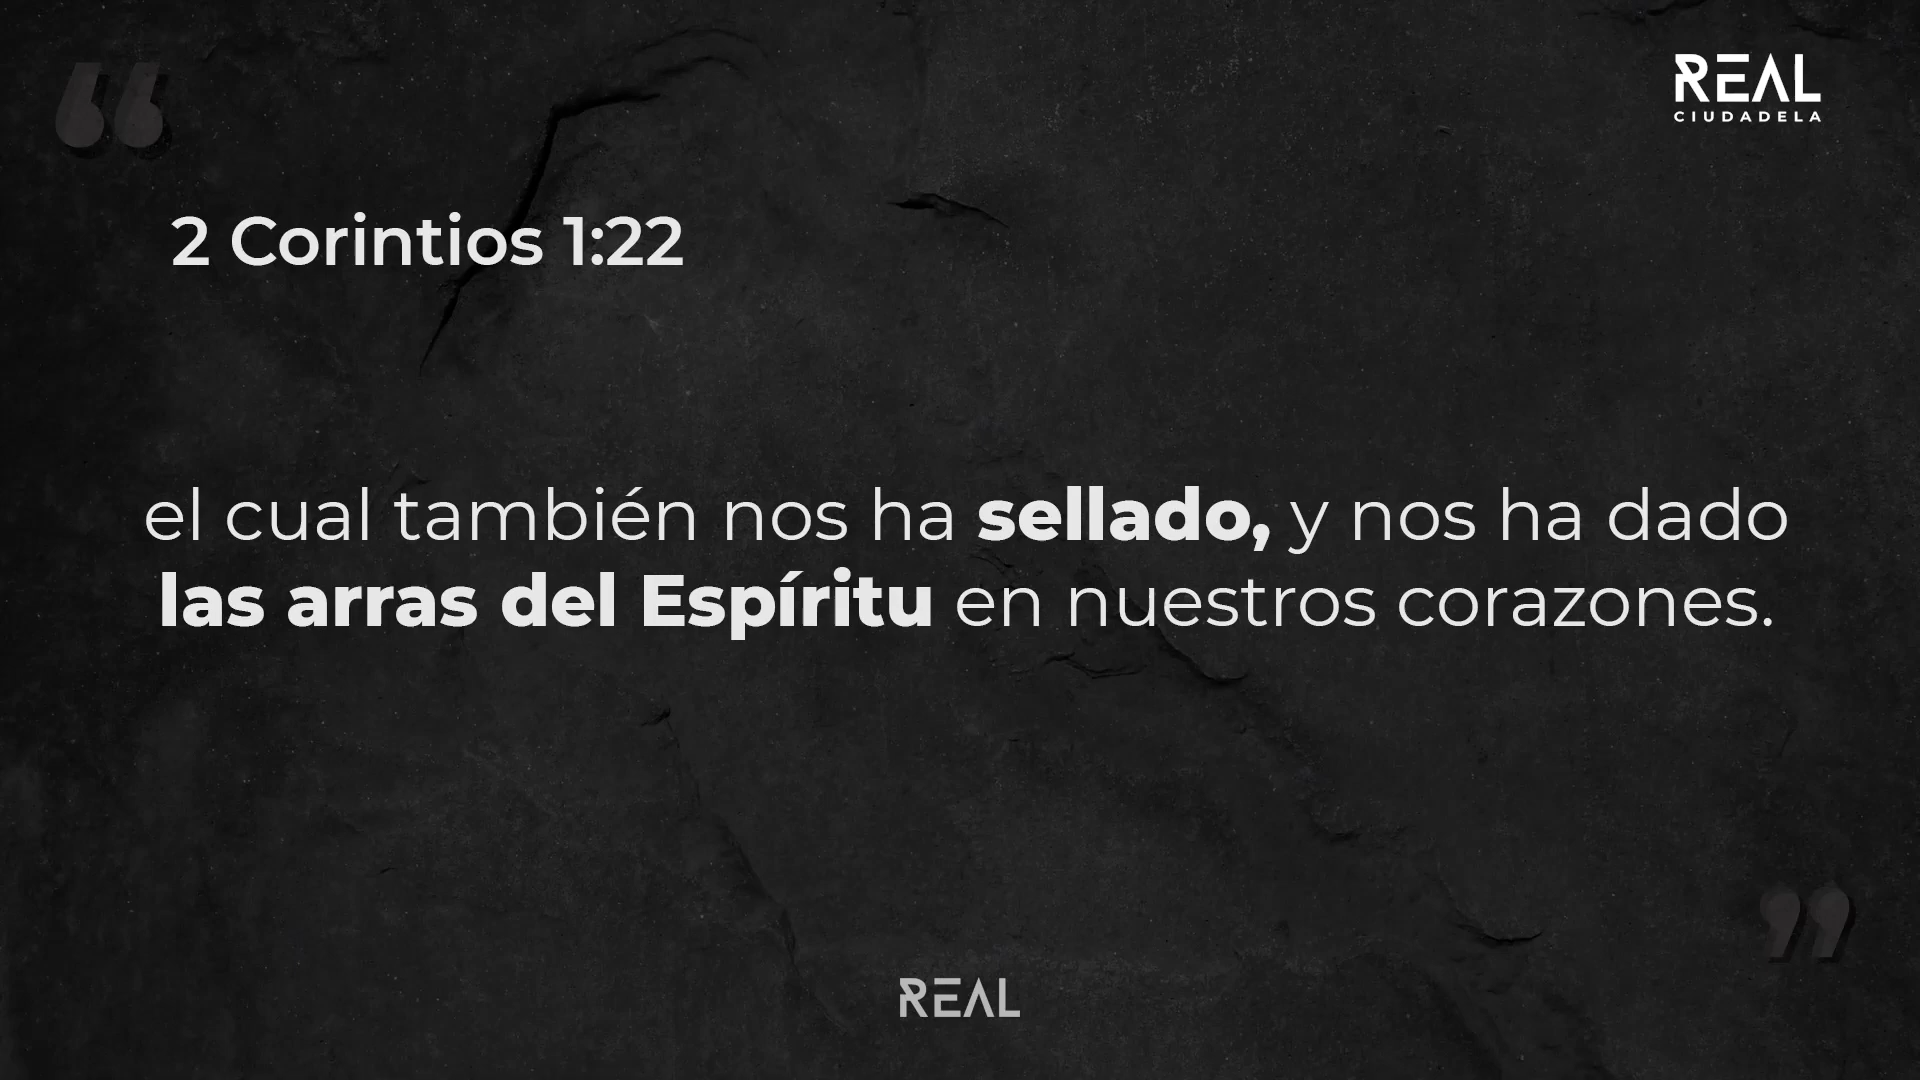 REAL
CIUDADELA
2 Corintios 1:22
el cual también nos ha sellado, y nos ha dado
las arras del Espíritu en nuestros corazones.
REAL